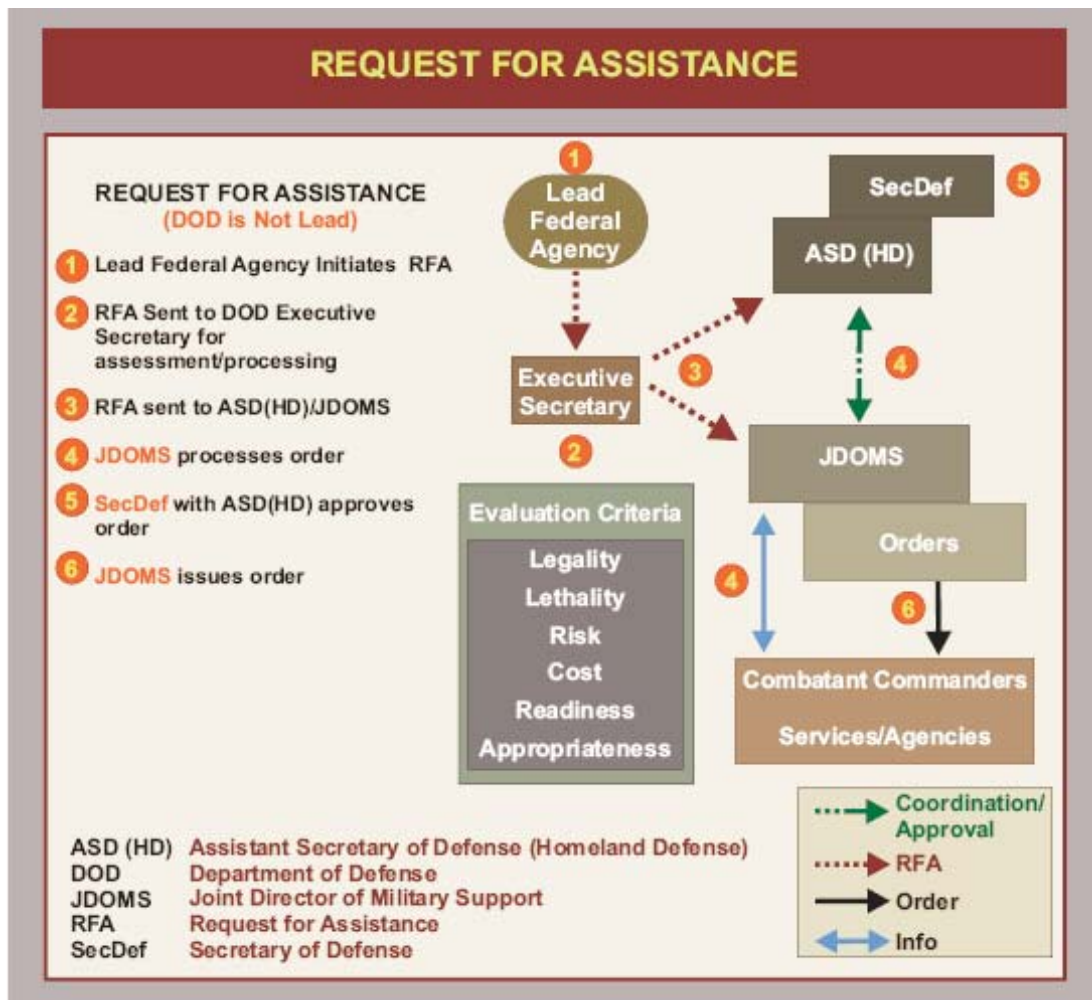 REQUEST FOR ASSISTANCE
REQUEST FOR ASSISTANCE
(DOD is Not Lead)
1 Lead Federal Agency Initiates RFA
2 RFA Sent to DOD Executive
Secretary for
assessment/processing
3 RFA sent to ASD(HD)/JDOMS
4 JDOMS processes order
5 SecDef with ASD(HD) approves
order
6 JDOMS issues order
1
Lead
Federal
Agency
Executive
Secretary
2
3
SecDef
5
ASD (HD)
4
JDOMS
Orders
4
6
Combatant Commanders
Services/Agencies
Evaluation Criteria
Legality
Lethality
Risk
Cost
Readiness
Appropriateness
Coordination/
Approval
RFA
Order
Info
ASD (HD) Assistant Secretary of Defense (Homeland Defense)
DOD Department of Defense
JDOMS Joint Director of Military Support
RFA Request for Assistance
SecDef Secretary of Defense